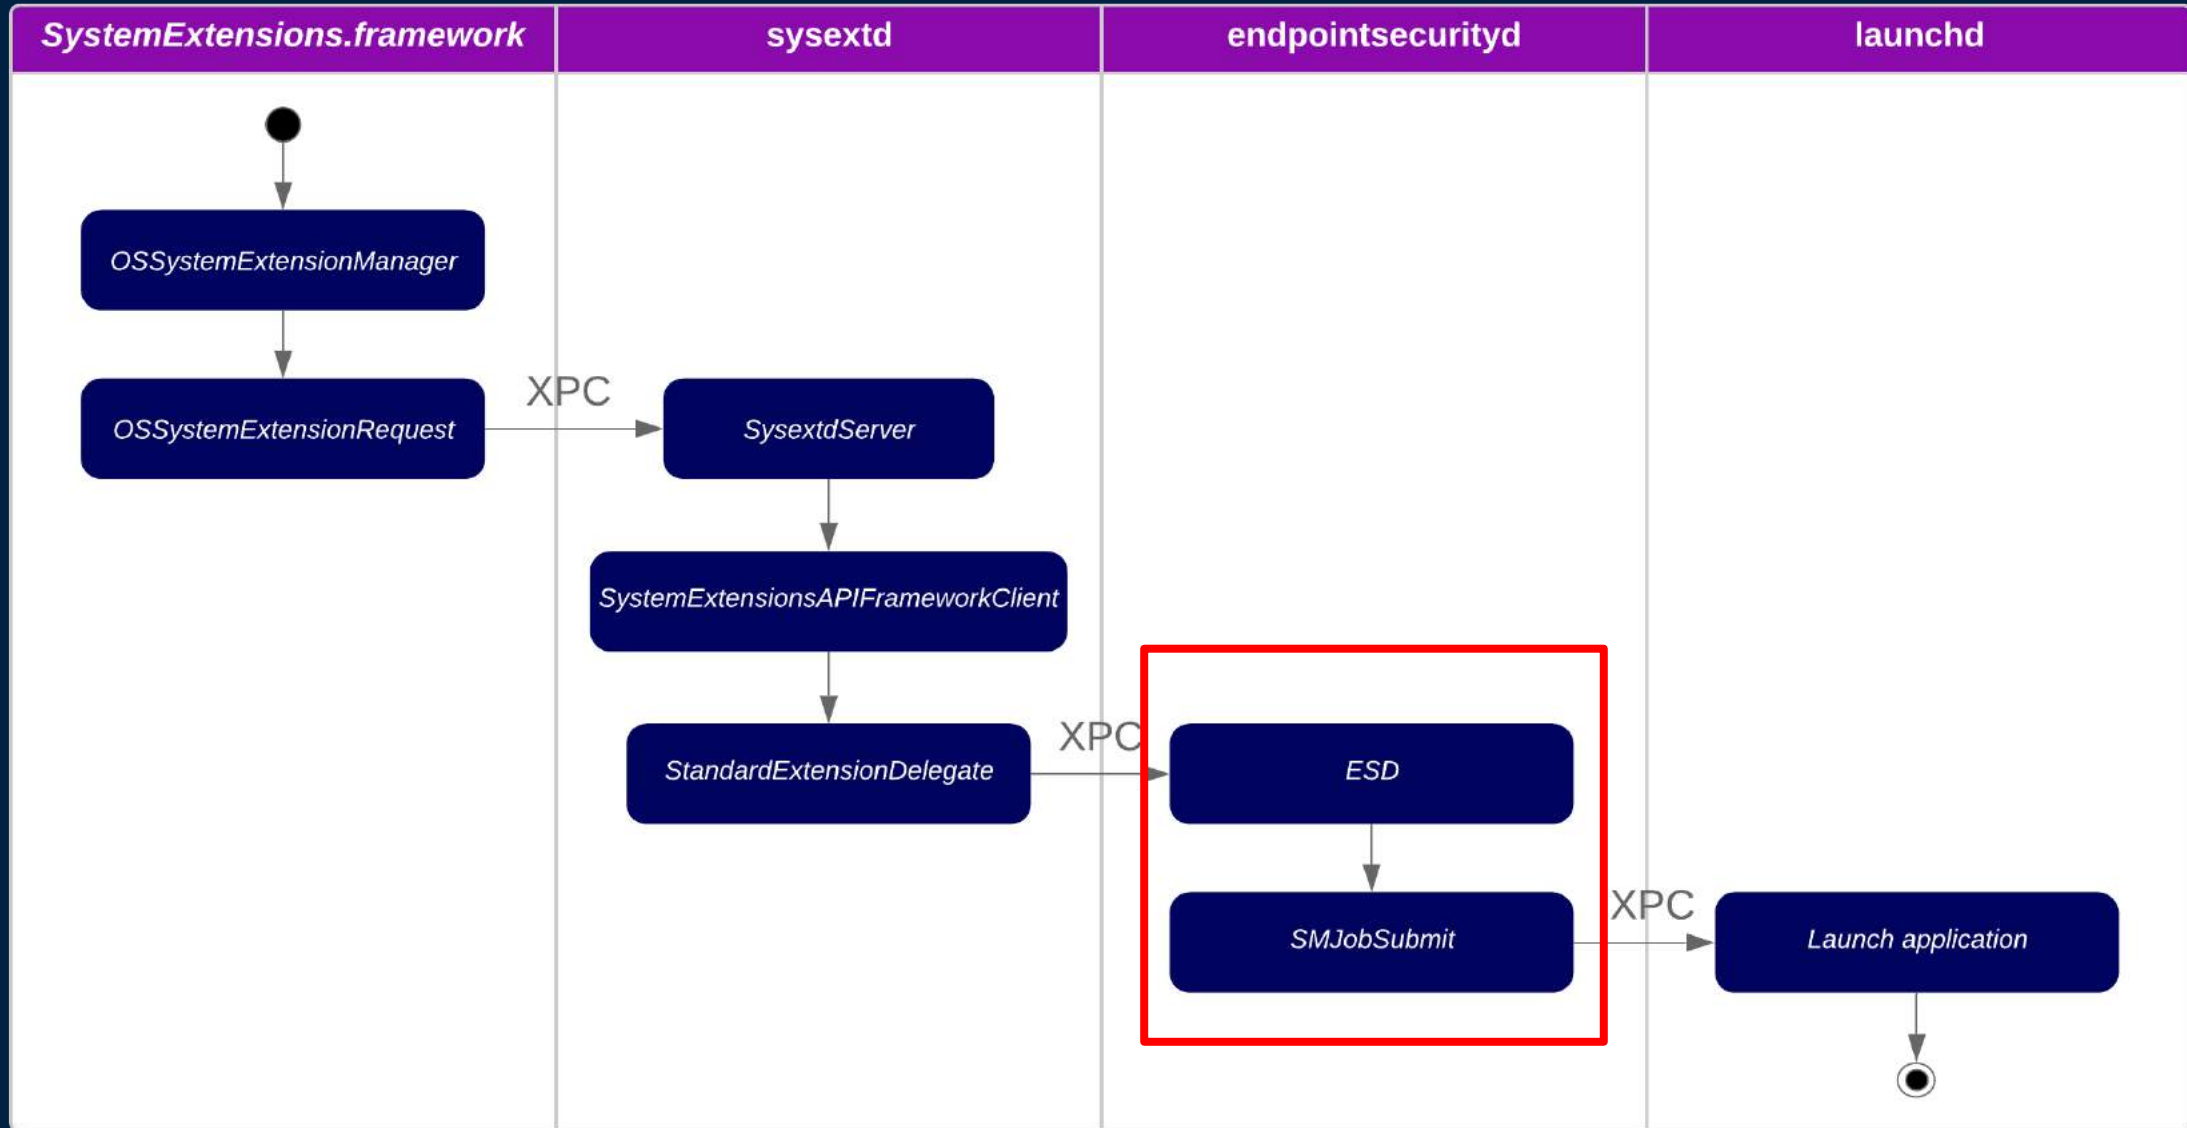 SystemExtensions.framework
sysextd
endpointsecurityd
launchd
OSSystemExtensionManager
OSSystemExtensionRequest
XPC
SysextdServer
SystemExtensionsAPIFrameworkClient
StandardExtensionDelegate
XPC
ESD
SMJobSubmit
XPC
Launch application